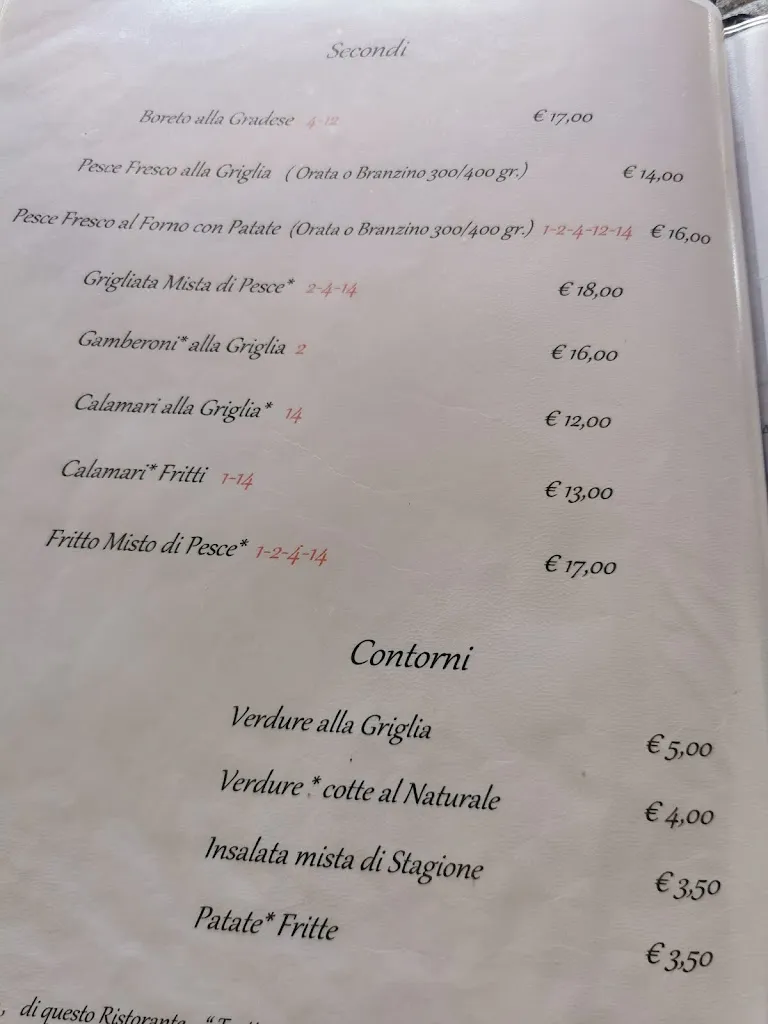 Secondi
Boreto alla Gradese 4-12 € 17,00
Pesce Fresco alla Griglia ( Orata o Branzino 300/400 gr.) € 14,00
Pesce Fresco al Forno con Patate (Orata o Branzino 300/400 gr.) 1-2-4-12-14 € 16,00
Grigliata Mista di Pesce* 2-4-14 € 18,00
Gamberoni* alla Griglia 2 € 16,00
Calamari alla Griglia* 14 € 12,00
Calamari* Fritti 1-14 € 13,00
Fritto Misto di Pesce* 1-2-4-14 € 17,00
Contorni
Verdure alla Griglia € 5,00
Verdure * cotte al Naturale € 4,00
Insalata mista di Stagione € 3,50
Patate* Fritte € 3,50
, di questo Ristorante